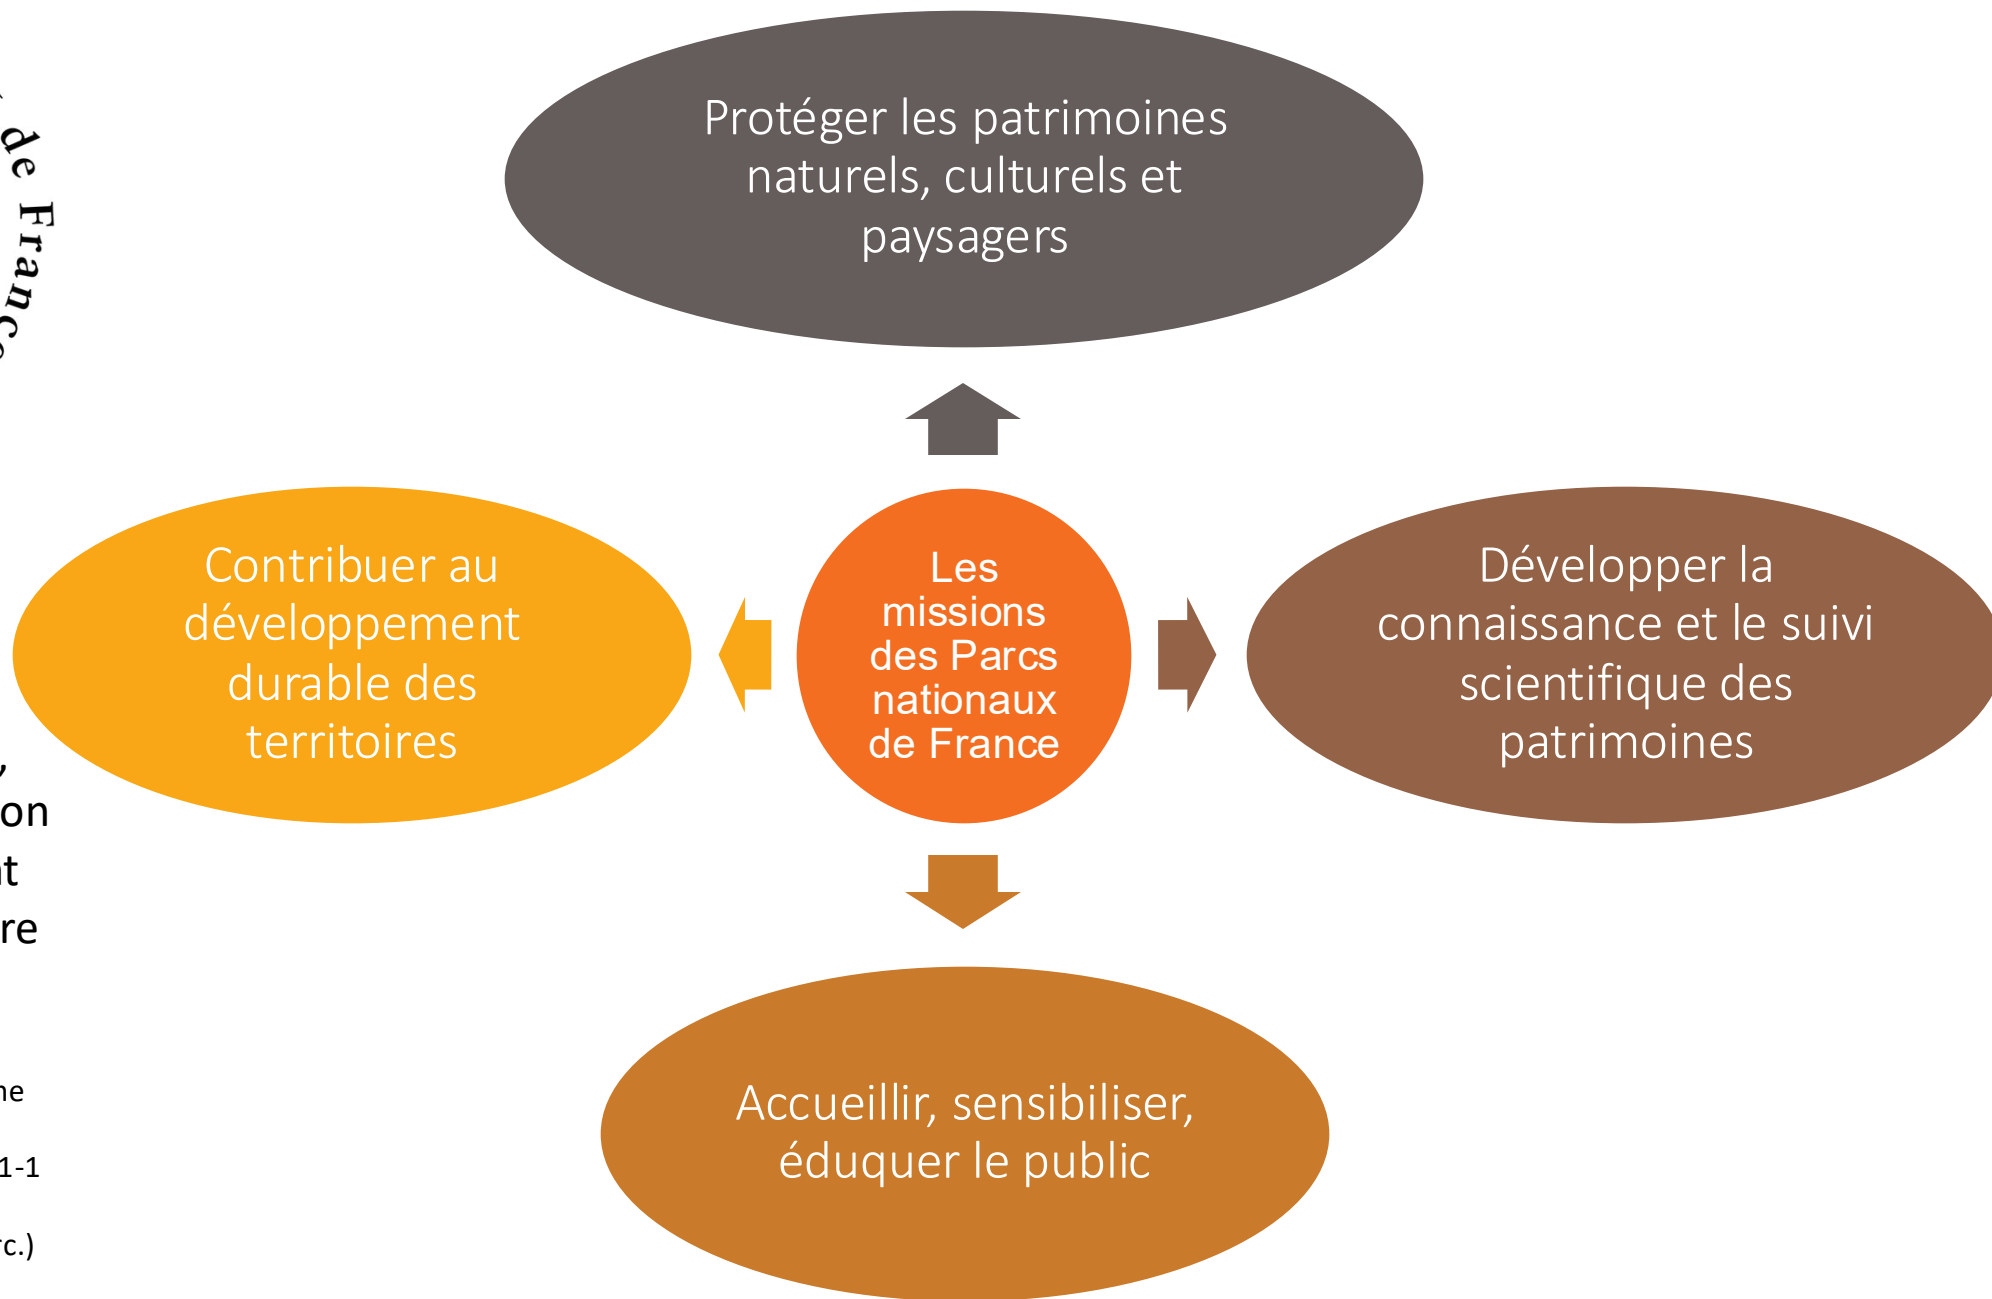 de France
Protéger les patrimoines
naturels, culturels et
paysagers
Contribuer au
développement
durable des
territoires
Les
missions
des Parcs
nationaux
de France
Développer la
connaissance et le suivi
scientifique des
patrimoines
Accueillir, sensibiliser,
éduquer le public
,
on
re
1-1